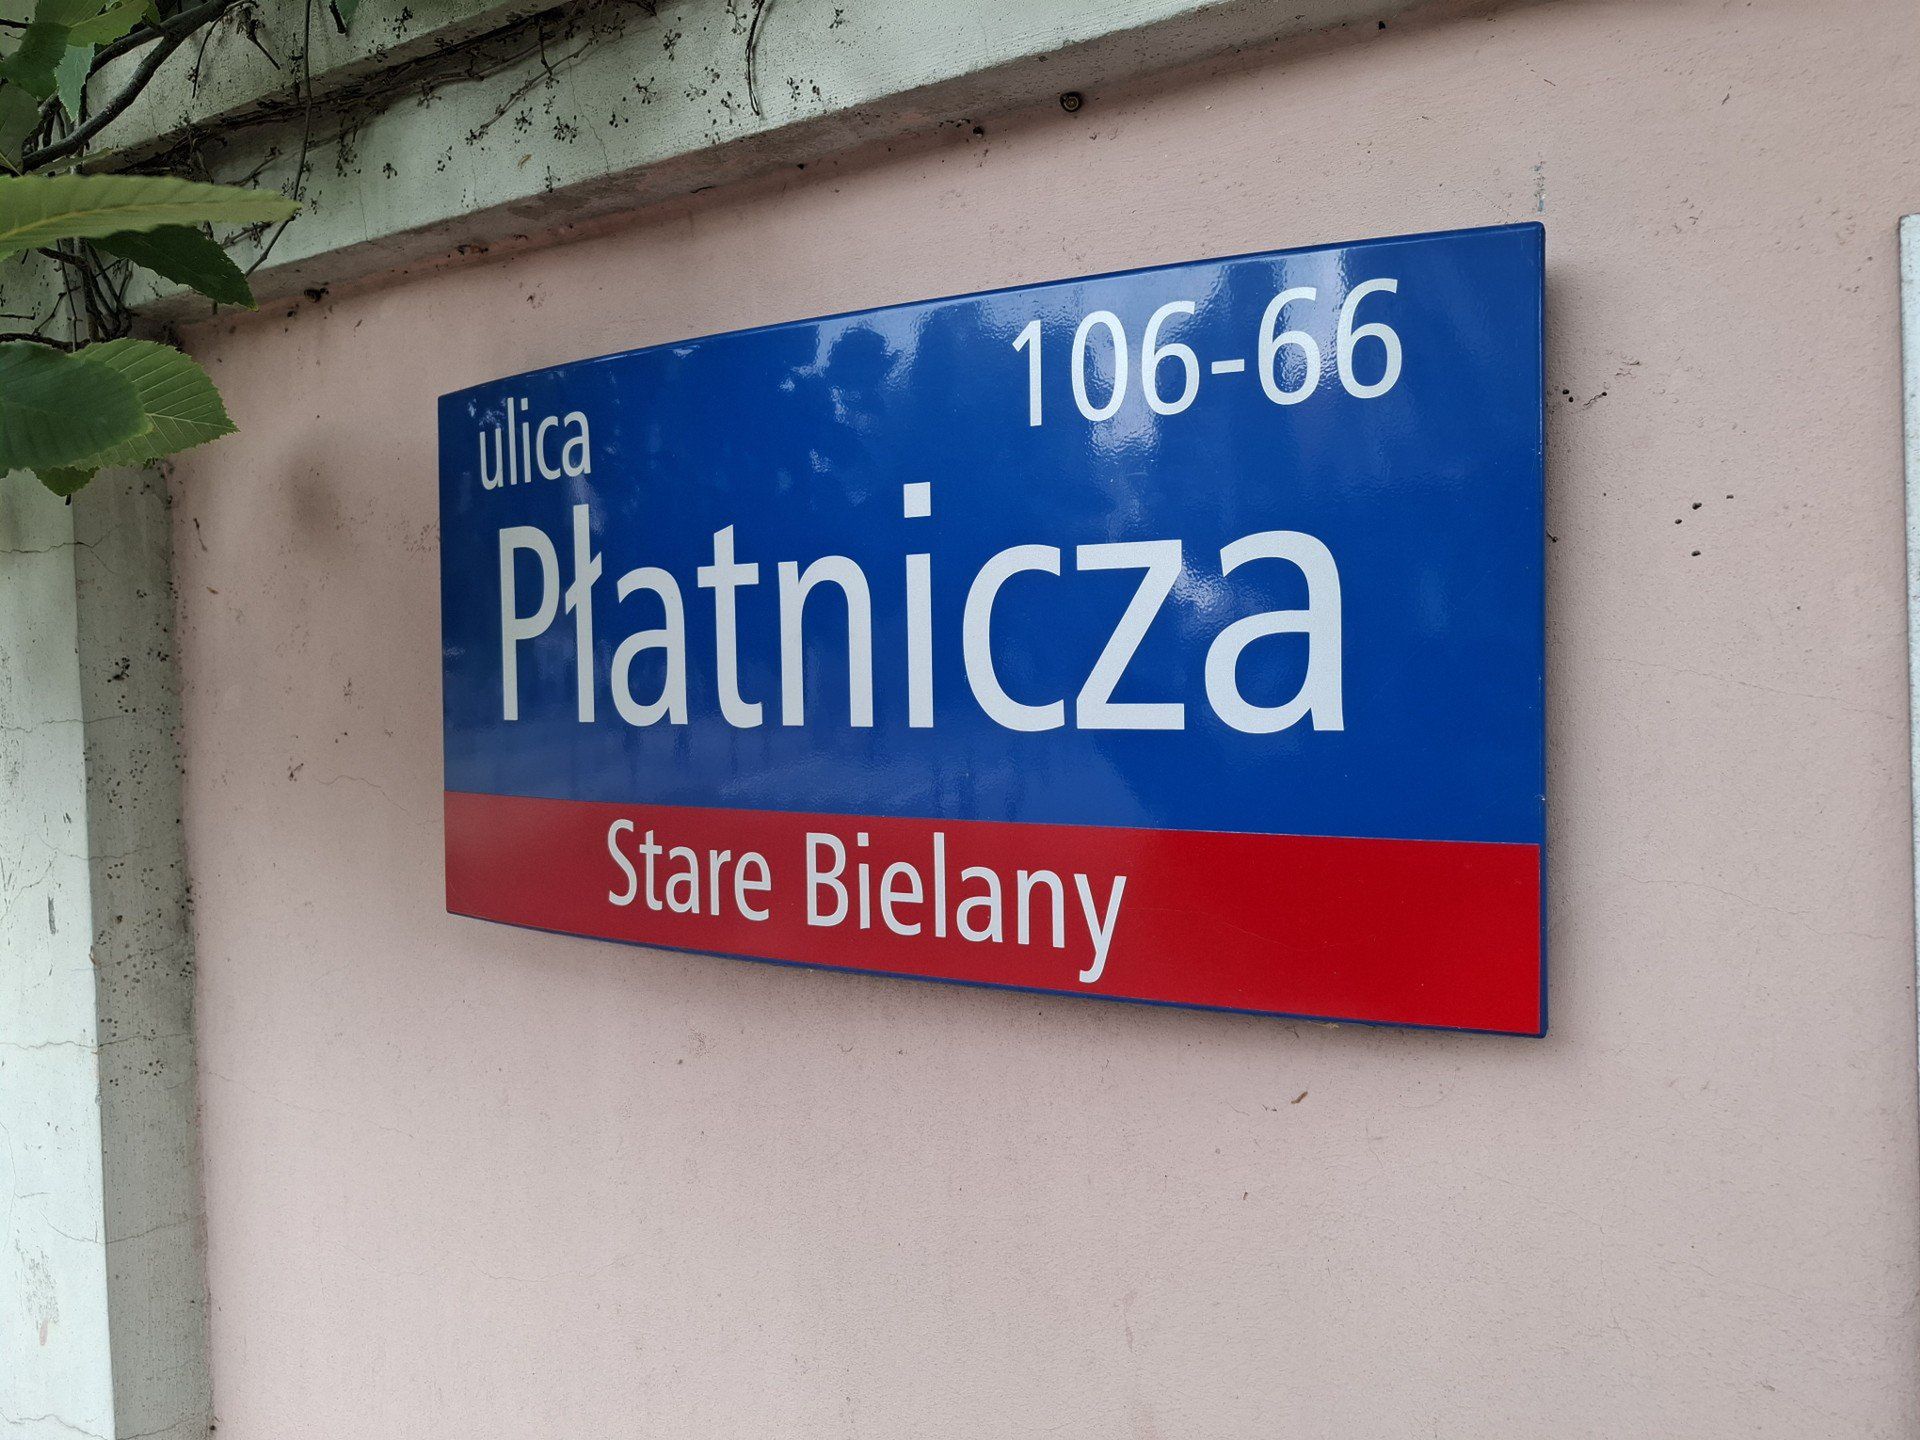 106-66
ulica
Płatnicza
Stare Bielany